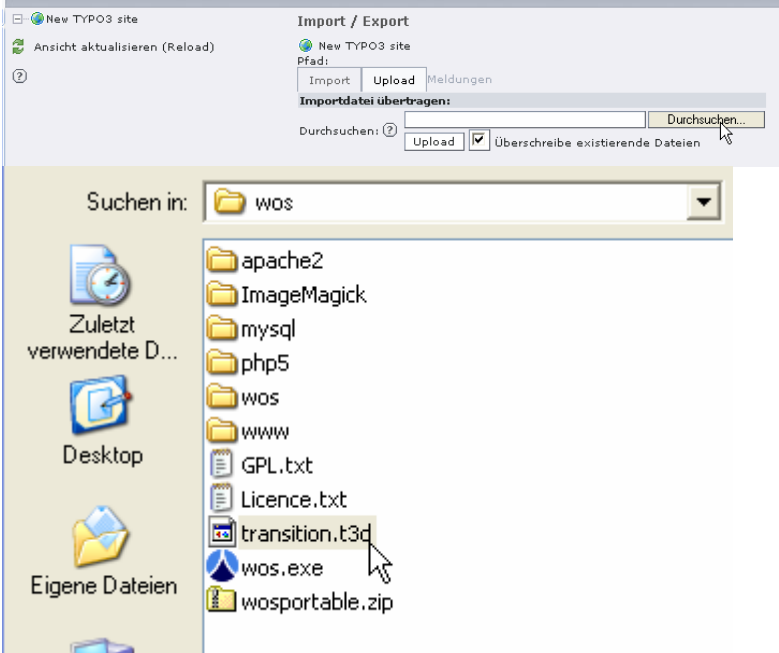 New TYPO3 site
Ansicht aktualisieren (Reload)
?
Import / Export
New TYPO3 site
Pfad:
Import Upload Meldungen
Importdatei übertragen:
Durchsuchen: ? Durchsuchen...
Upload Überschreibe existierende Dateien
Suchen in: wos
Zuletzt
verwendete D...
Desktop
Eigene Dateien
apache2
ImageMagick
mysql
php5
wos
www
GPL.txt
Licence.txt
transition.t3d
wos.exe
wosportable.zip